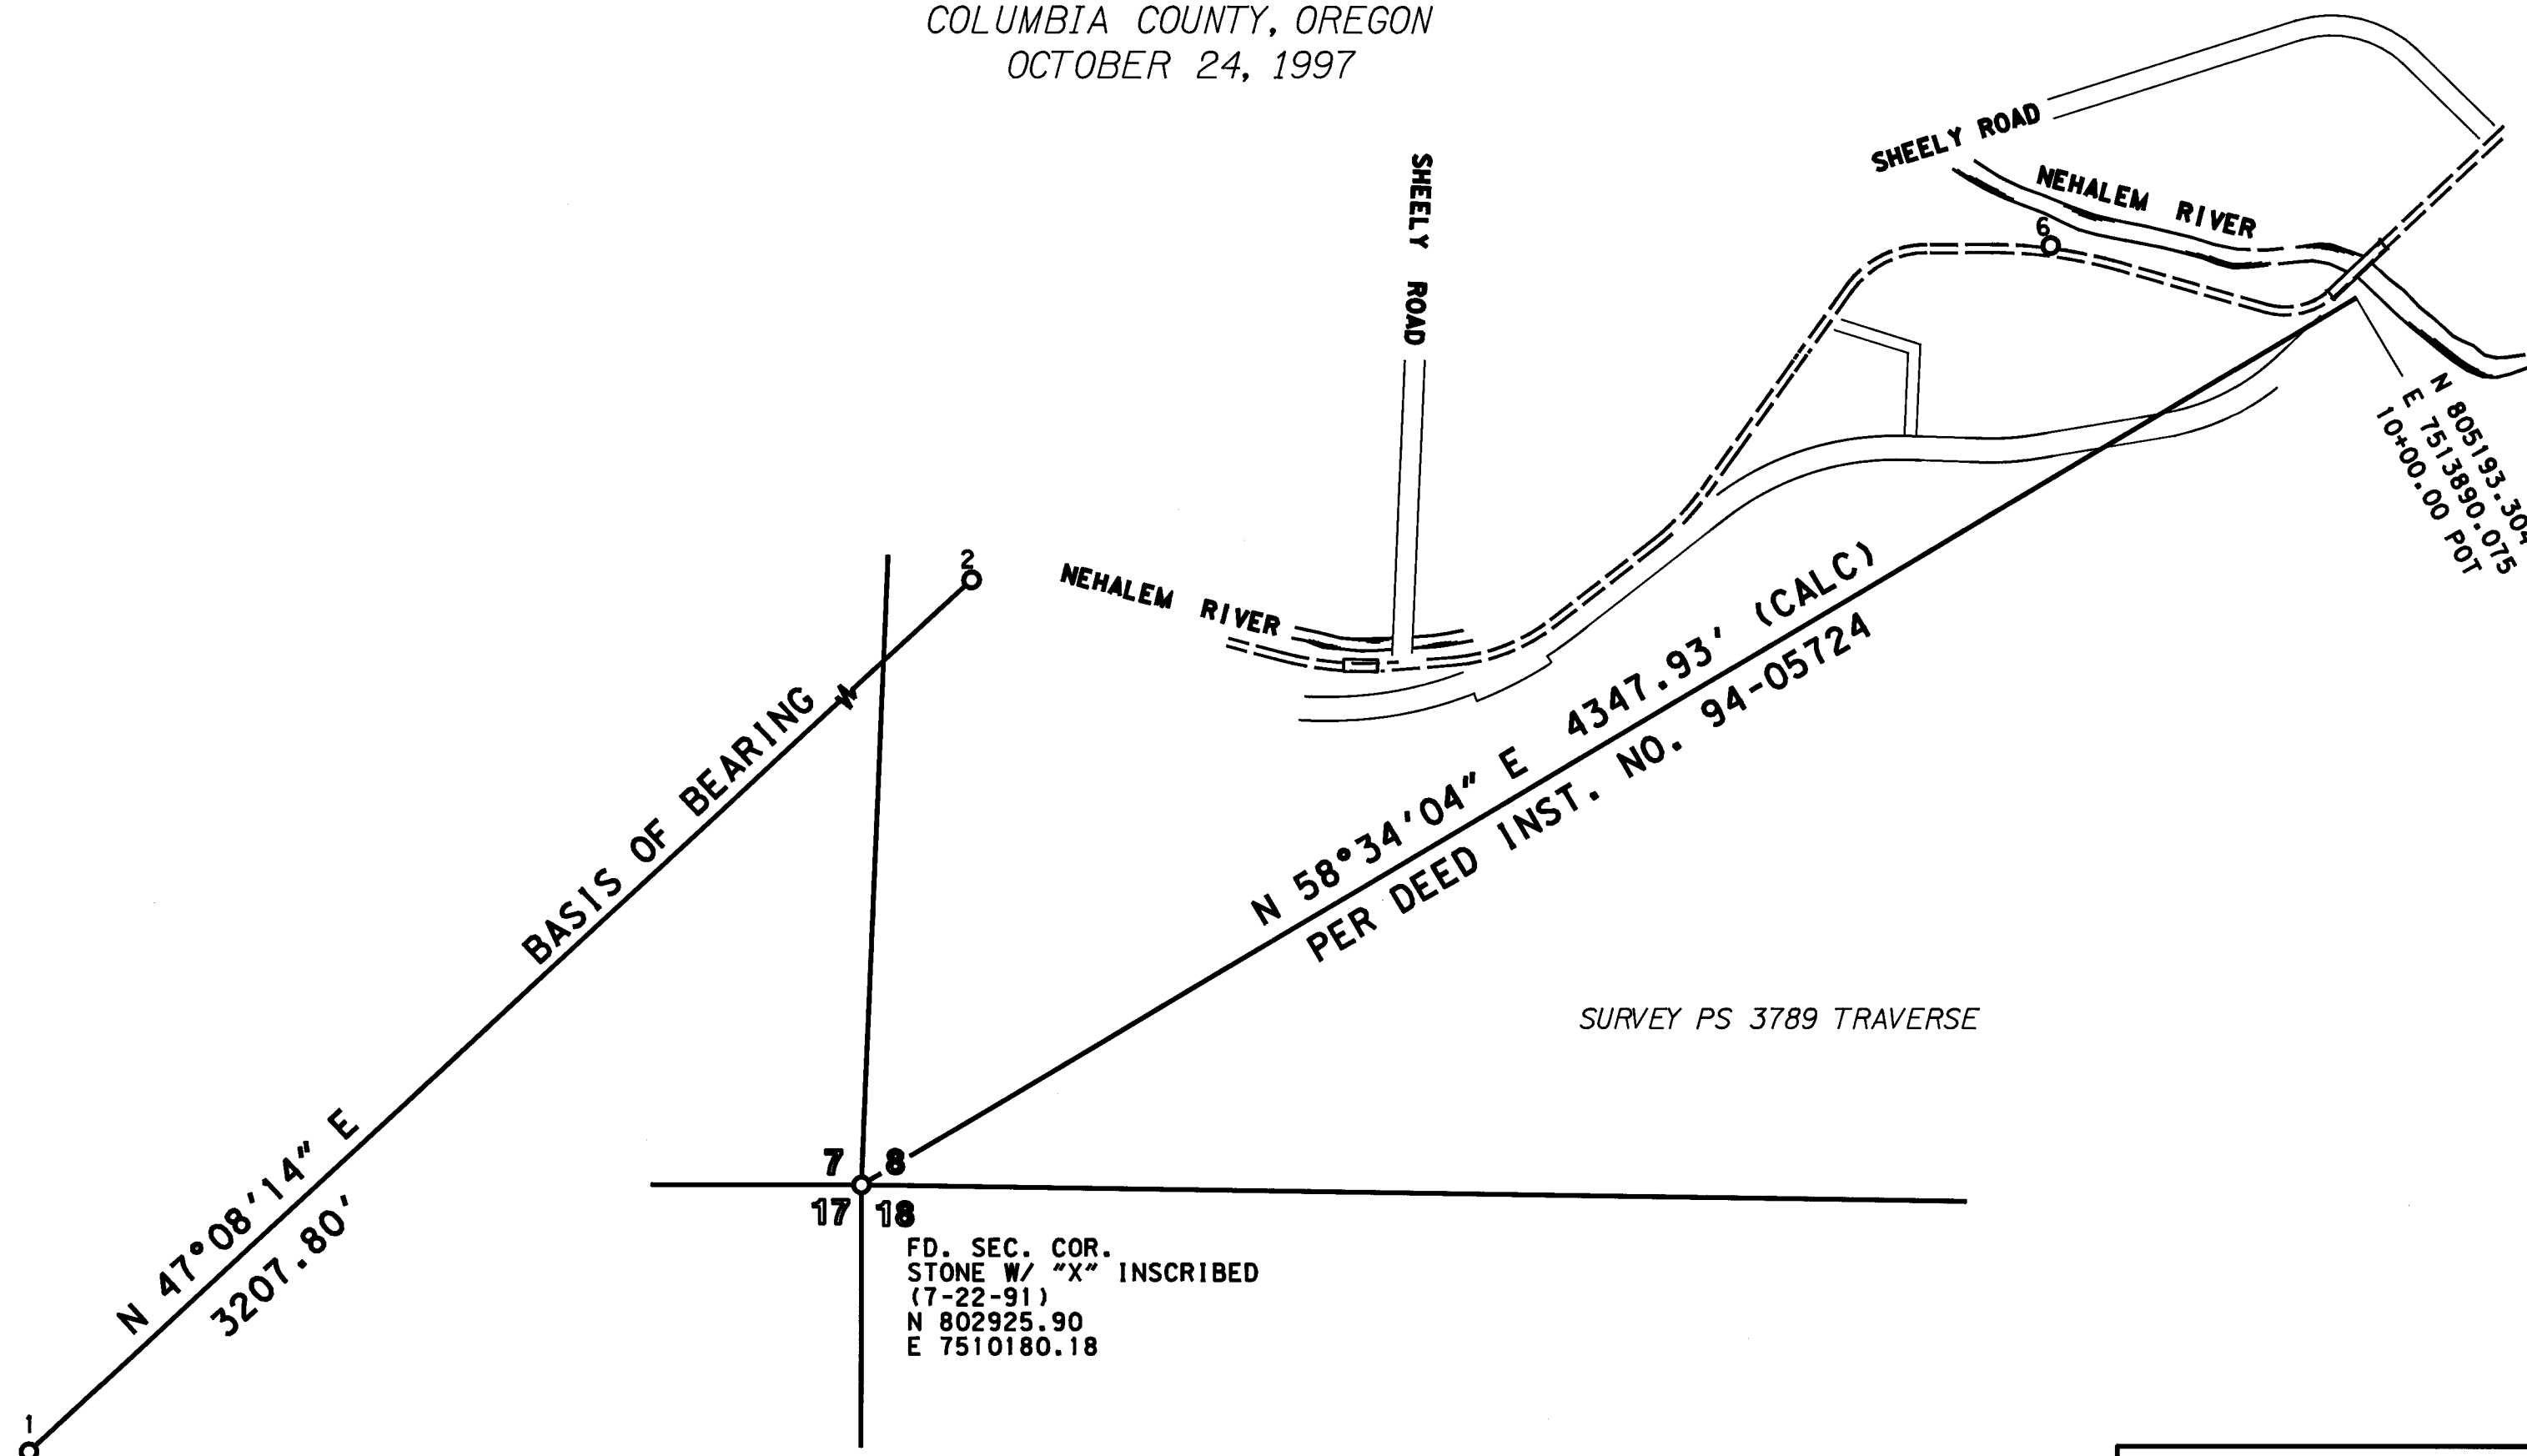 COLUMBIA COUNTY, OREGON
OCTOBER 24, 1997
SHEELY ROAD
NEHALEM RIVER
6
SHEELY ROAD
N 805193.304
E 7513890.075
10+00.00 POT
2
NEHALEM RIVER
BASIS OF BEARING
N 58°34'04" E 4347.93' (CALC)
PER DEED INST. NO. 94-05724
SURVEY PS 3789 TRAVERSE
N 47°08'14" E
3207.80'
7 8
17 18
FD. SEC. COR.
STONE W/ "X" INSCRIBED
(7-22-91)
N 802925.90
E 7510180.18
1